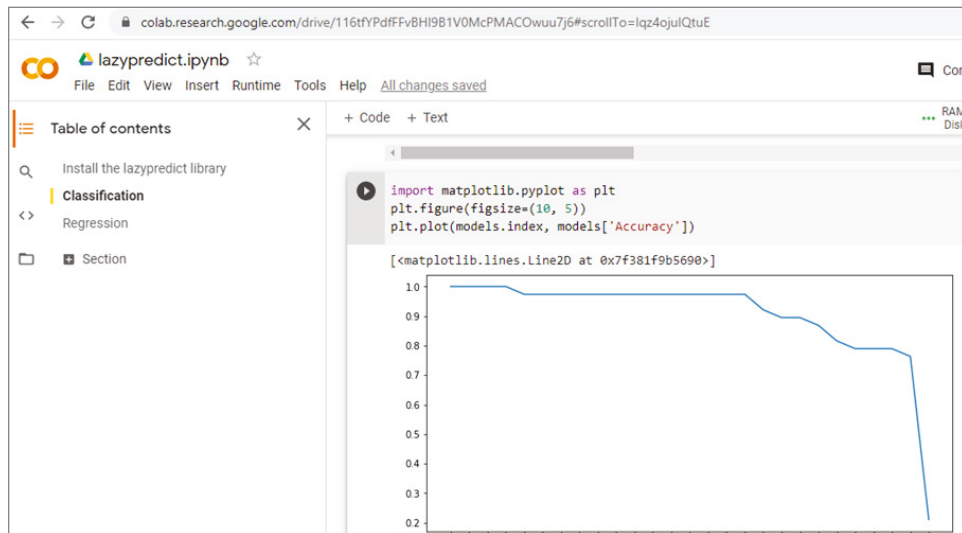 colab.research.google.com/drive/116tfYPdfFFvBHI9B1V0McPMACOwuu7j6#scrollTo=Iqz4ojulQtuE
lazypredict.ipynb
File Edit View Insert Runtime Tools Help All changes saved
Table of contents
Install the lazypredict library
Classification
Regression
Section
+ Code + Text
RAM
import matplotlib.pyplot as plt
plt.figure(figsize=(10, 5))
plt.plot(models.index, models['Accuracy'])
[<matplotlib.lines.Line2D at 0x7f381f9b5690>]
1.0
0.9
0.8
0.7
0.6
0.5
0.4
0.3
0.2